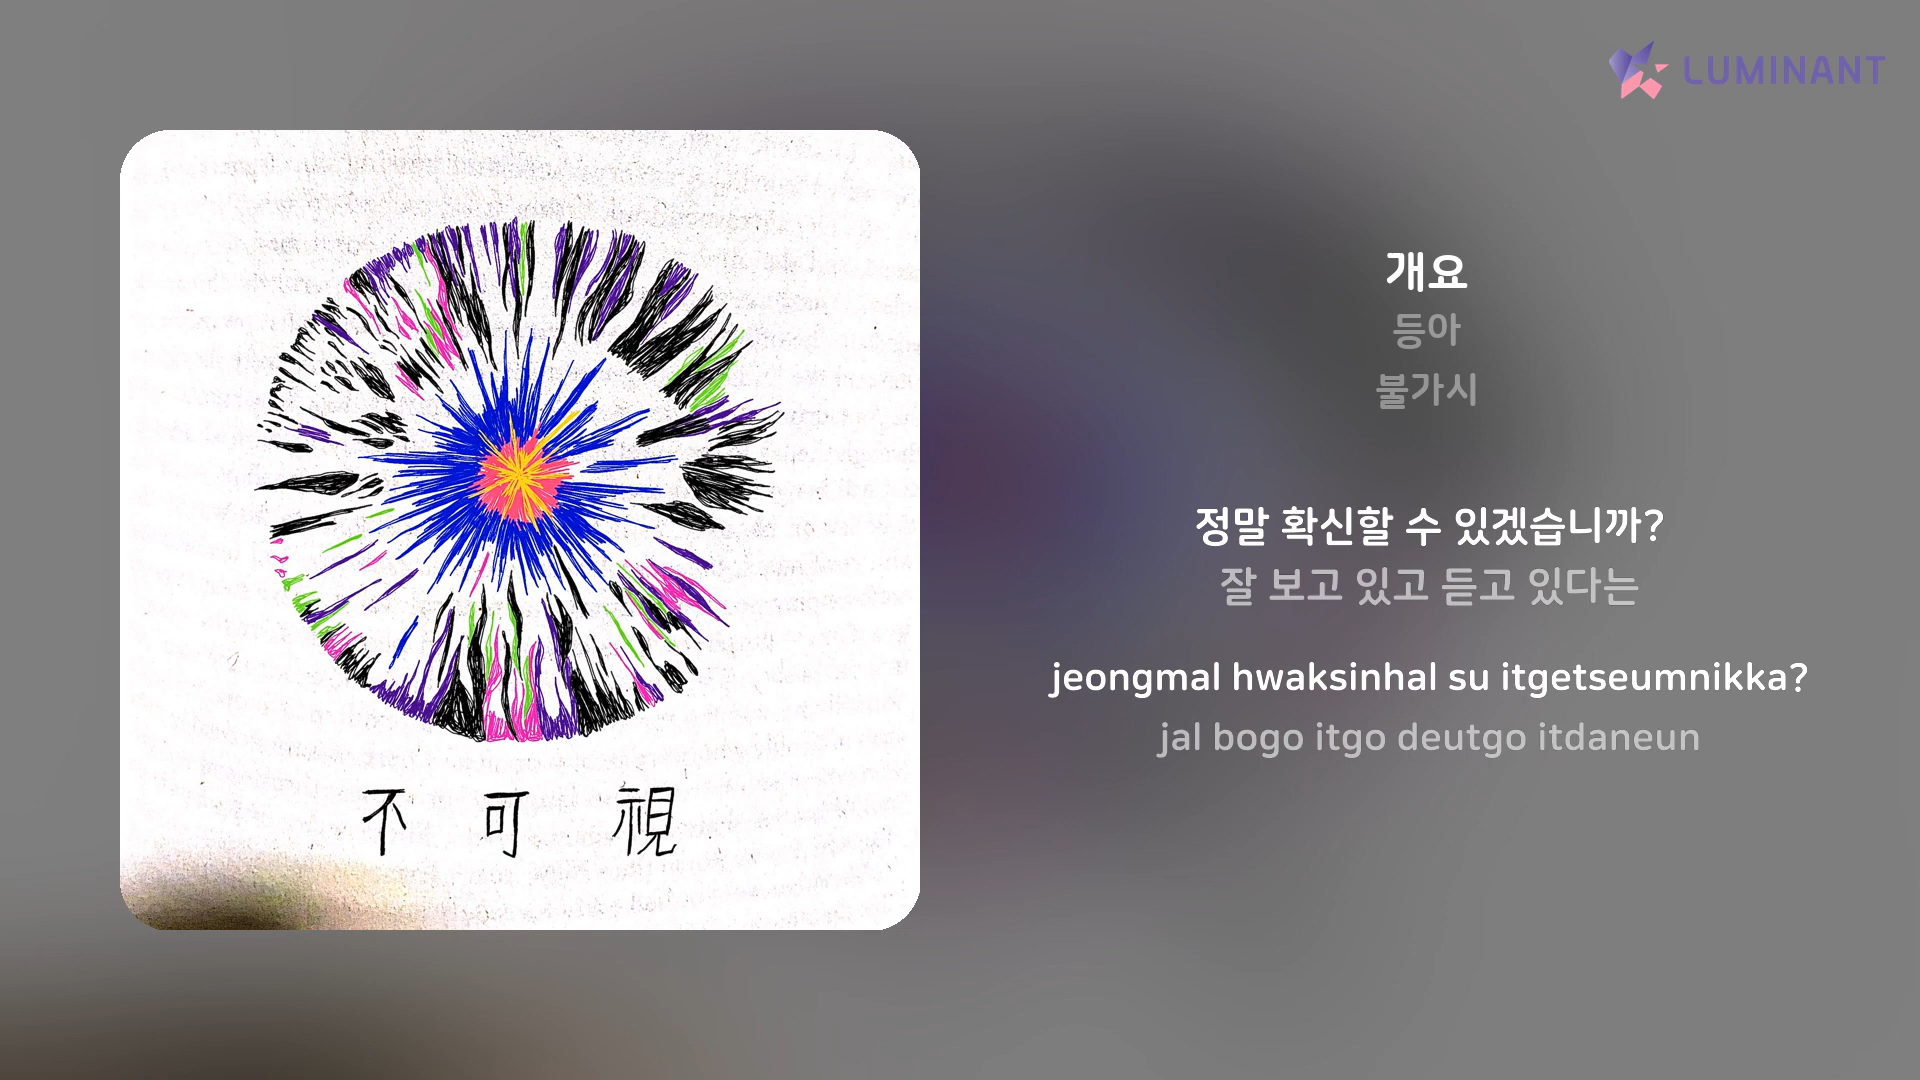 LUMINANT
不可視
개요
등아
불가시
정말 확신할 수 있겠습니까?
잘 보고 있고 듣고 있다는
jeongmal hwaksinhal su itgetseumnikka?
jal bogo itgo deutgo itdaneun